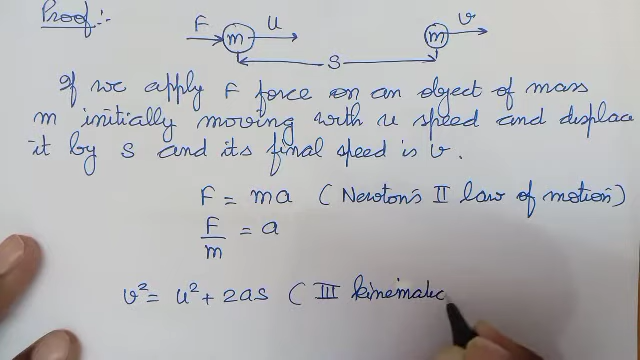 Proof :-
F m u m v
S
If we apply F force on an object of mass
m initially moving with u speed and displace
it by S and its final speed is v.
F = ma ( Newton's II law of motion)
F/m = a
v² = u² + 2as ( III kinematic